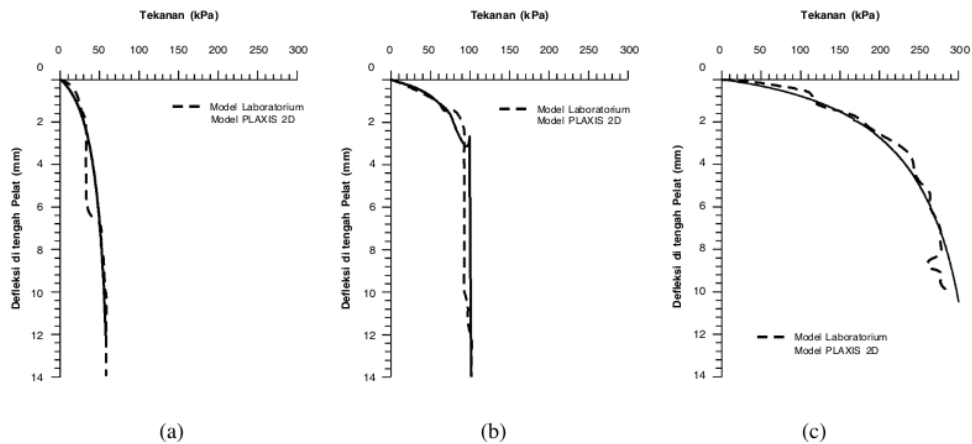 Tekanan (kPa)
0 50 100 150 200 250 300
0
2
4
6
8
10
12
14
Defleksi di tengah Pelat (mm)
Model Laboratorium
Model PLAXIS 2D
(a)
Tekanan (kPa)
0 50 100 150 200 250 300
0
2
4
6
8
10
12
14
Defleksi di tengah Pelat (mm)
Model Laboratorium
Model PLAXIS 2D
(b)
Tekanan (kPa)
0 50 100 150 200 250 300
0
2
4
6
8
10
12
14
Defleksi di tengah Pelat (mm)
Model Laboratorium
Model PLAXIS 2D
(c)